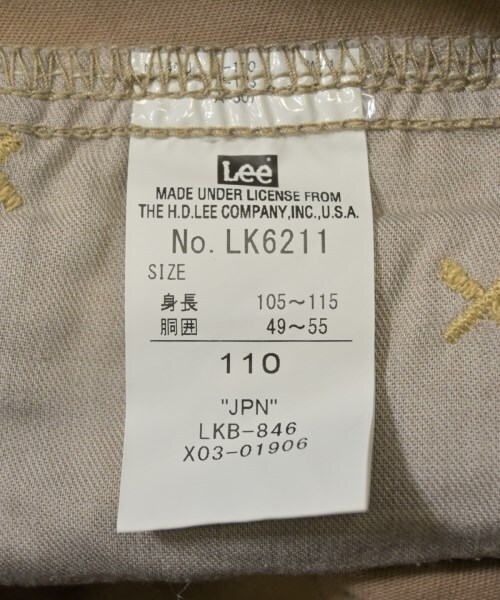 Lee
MADE UNDER LICENSE FROM
THE H.D.LEE COMPANY,INC.,U.S.A.
No. LK6211
SIZE
身長 105～115
胴囲 49～55
110
"JPN"
LKB-846
X03-01906